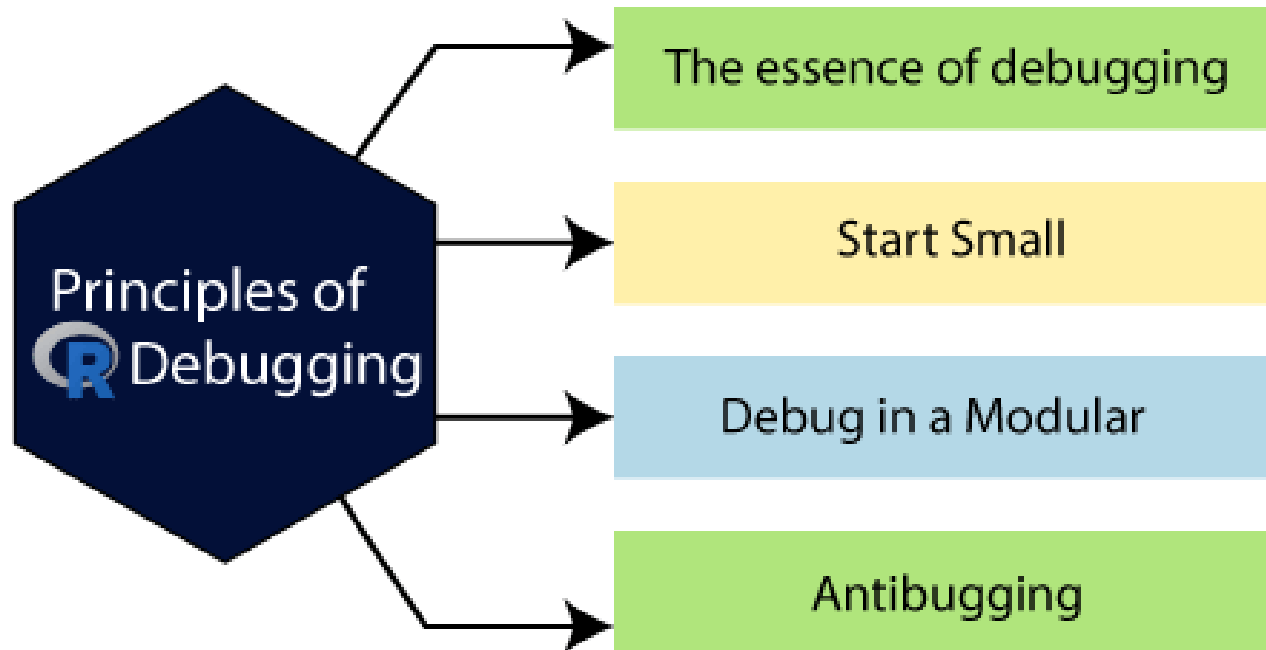 Principles of
R Debugging
The essence of debugging
Start Small
Debug in a Modular
Antibugging